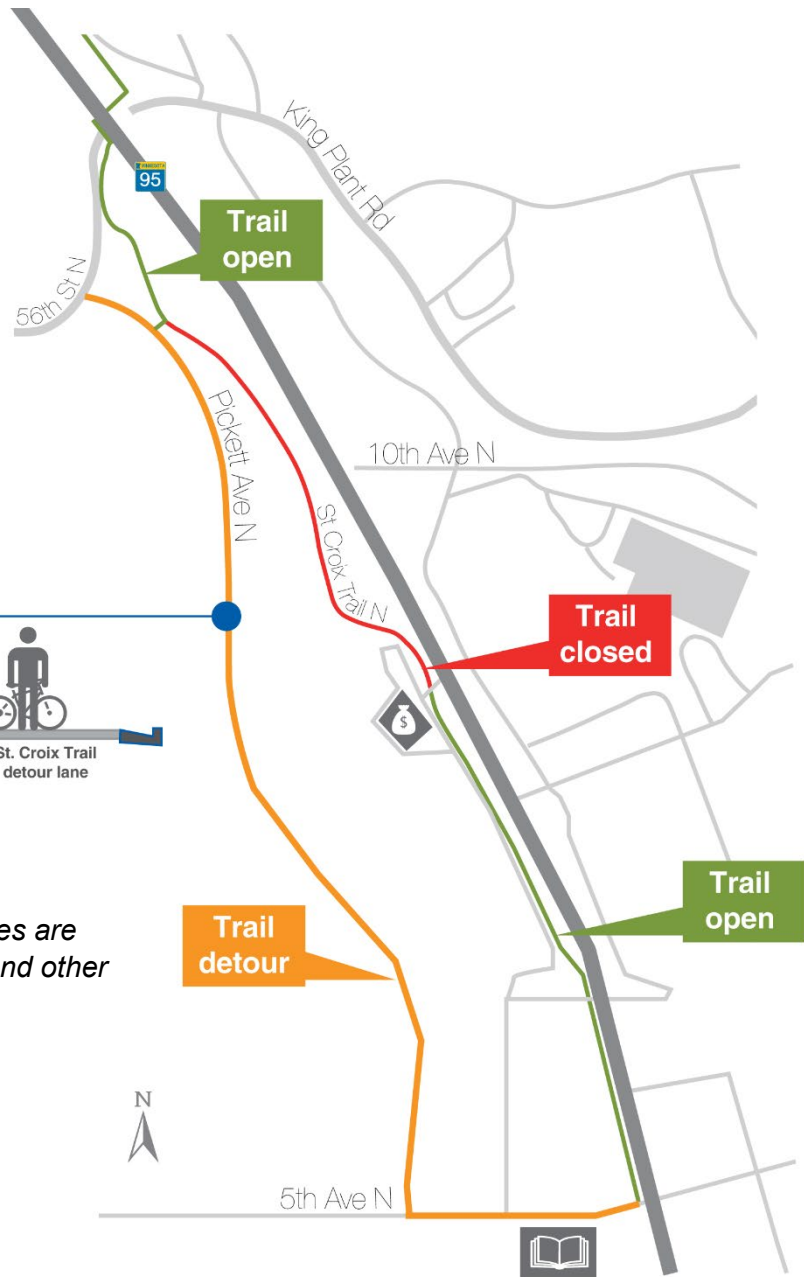 King Plant Rd
MINNESOTA
95
Trail
open
56th St N
Pickett Ave N
10th Ave N
St Croix Trail N
Trail
closed
$
St. Croix Trail
detour lane
Trail
open
Trail
detour
es are
nd other
N
5th Ave N